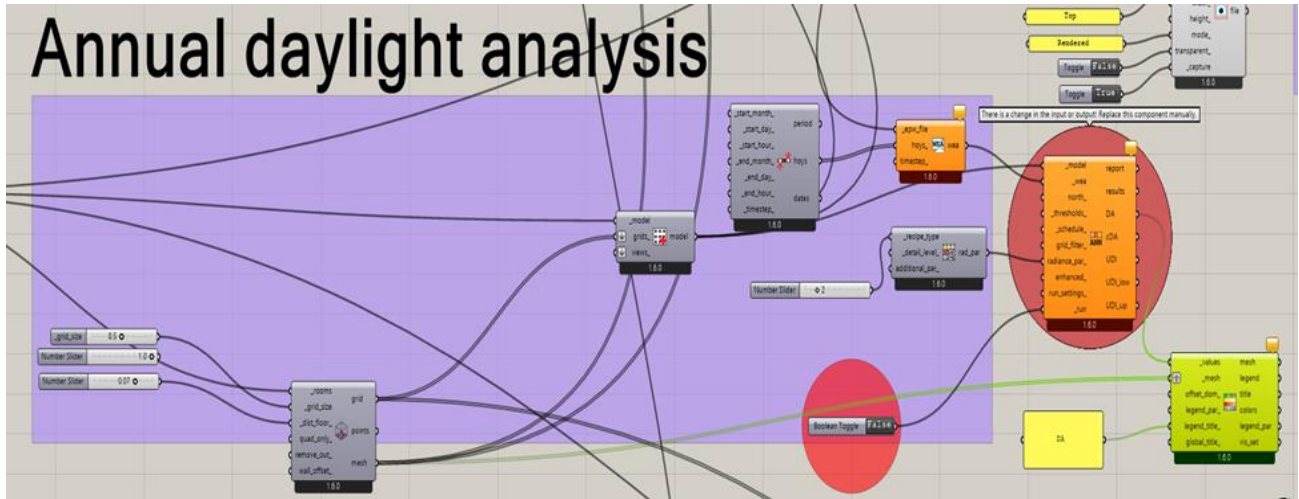 Annual daylight analysis
Top
Rendered
Toggle False
Toggle True
height_
mode_
transparent_
_capture
file
1.6.0
There is a change in the input or output! Replace this component manually.
_start_month_
_start_day_
_start_hour_
_end_month_
_end_day_
_end_hour_
_timestep_
period
hoys
dates
1.6.0
_epw_file
hoys_
timestep_
WEA
wea
1.6.0
_model
_wea
north_
_thresholds_
_schedule_
grid_filter_
radiance_par_
enhanced_
run_settings_
_run
ANN
report
results
DA
cDA
UDI
UDI_low
UDI_up
1.6.0
_model
grids_
views_
model
1.6.0
_recipe_type
_detail_level_
additional_par_
rad_par
1.6.0
Number Slider 2
_grid_size 0.5
Number Slider 1.0
Number Slider 0.07
_rooms
_grid_size
_dist_floor_
quad_only_
remove_out_
wall_offset_
grid
points
mesh
1.6.0
Boolean Toggle False
DA
_values
_mesh
offset_dom_
legend_par_
legend_title_
global_title_
mesh
legend
title
colors
legend_par
vis_set
1.6.0